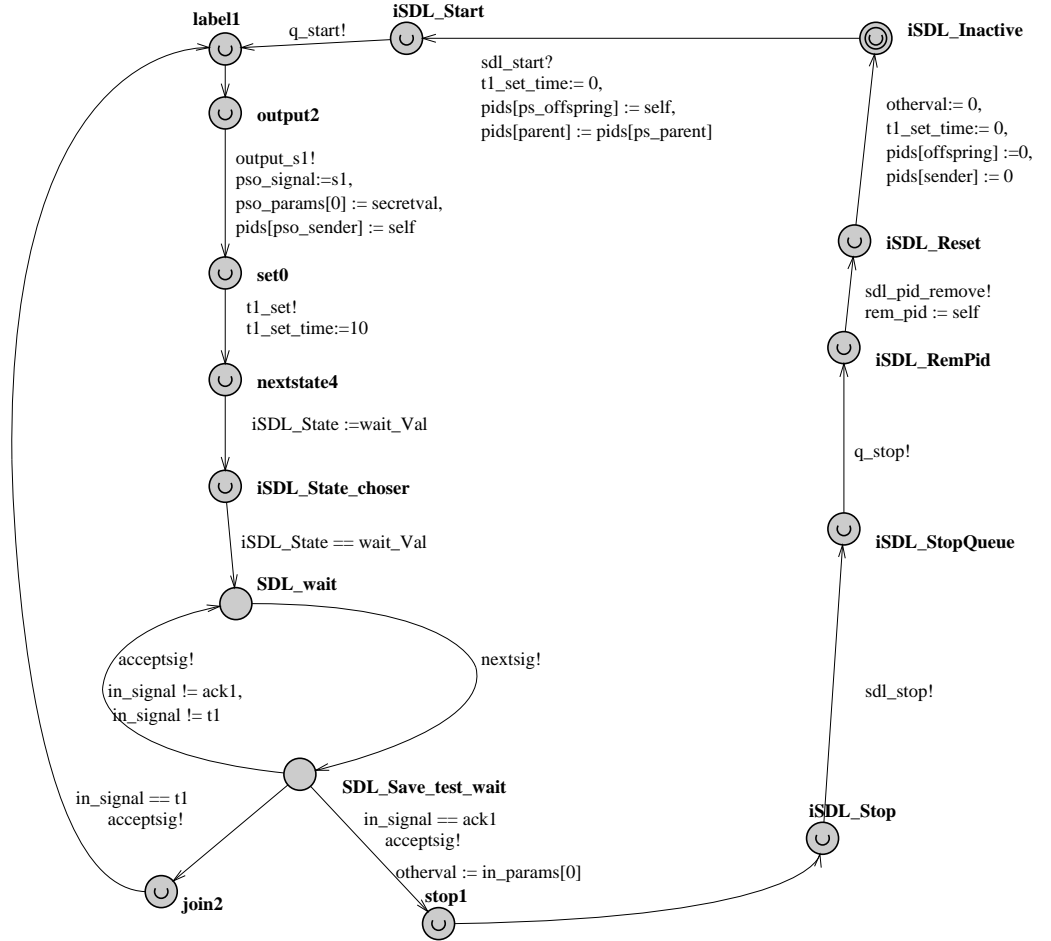 label1
iSDL_Start
iSDL_Inactive
q_start!
sdl_start?
t1_set_time:= 0,
pids[ps_offspring] := self,
pids[parent] := pids[ps_parent]
output2
output_s1!
pso_signal:=s1,
pso_params[0] := secretval,
pids[pso_sender] := self
otherval:= 0,
t1_set_time:= 0,
pids[offspring] :=0,
pids[sender] := 0
iSDL_Reset
set0
t1_set!
t1_set_time:=10
sdl_pid_remove!
rem_pid := self
iSDL_RemPid
nextstate4
iSDL_State :=wait_Val
q_stop!
iSDL_State_choser
iSDL_State == wait_Val
iSDL_StopQueue
SDL_wait
acceptsig!
in_signal != ack1,
in_signal != t1
nextsig!
sdl_stop!
SDL_Save_test_wait
in_signal == t1
acceptsig!
in_signal == ack1
acceptsig!
otherval := in_params[0]
iSDL_Stop
join2
stop1